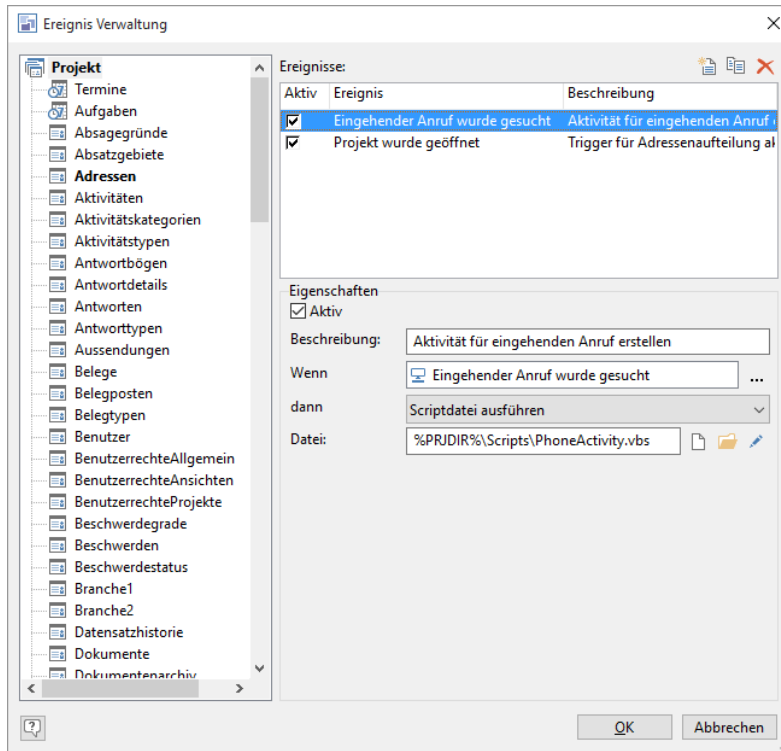 Ereignis Verwaltung
Projekt
Termine
Aufgaben
Absagegründe
Absatzgebiete
Adressen
Aktivitäten
Aktivitätskategorien
Aktivitätstypen
Antwortbögen
Antwortdetails
Antworten
Antworttypen
Aussendungen
Belege
Belegposten
Belegtypen
Benutzer
BenutzerrechteAllgemein
BenutzerrechteAnsichten
BenutzerrechteProjekte
Beschwerdegrade
Beschwerden
Beschwerdestatus
Branche1
Branche2
Datensatzhistorie
Dokumente
Dokumentenarchiv
Ereignisse:
Aktiv Ereignis Beschreibung
Eingehender Anruf wurde gesucht Aktivität für eingehenden Anruf
Projekt wurde geöffnet Trigger für Adressenaufteilung
Eigenschaften
Aktiv
Beschreibung: Aktivität für eingehenden Anruf erstellen
Wenn Eingehender Anruf wurde gesucht ...
dann Scriptdatei ausführen
Datei: %PRJDIR%\Scripts\PhoneActivity.vbs
OK Abbrechen